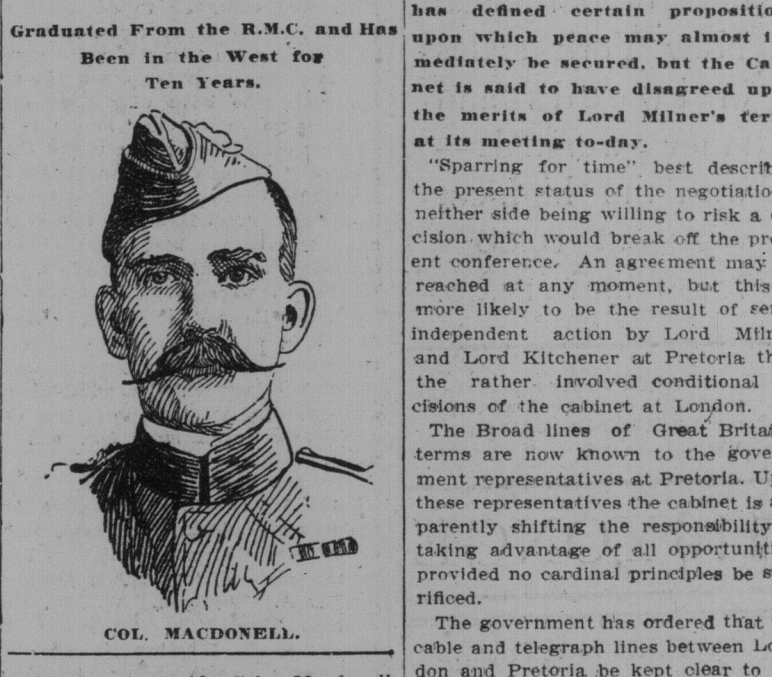 Graduated From the R.M.C. and Has
Been in the West for
Ten Years.
COL. MACDONELL.
has defined certain propositio
upon which peace may almost i
mediately be secured, but the Ca
net is said to have disagreed up
the merits of Lord Milner's ter
at its meeting to-day.
"Sparring for time" best describ
the present status of the negotiatio
neither side being willing to risk a
cision which would break off the pr
ent conference. An agreement may
reached at any moment, but this
more likely to be the result of se
independent action by Lord Miln
and Lord Kitchener at Pretoria th
the rather involved conditional
cisions of the cabinet at London.
The Broad lines of Great Brita
terms are now known to the gove
ment representatives at Pretoria. U
these representatives the cabinet is
parently shifting the responsibility
taking advantage of all opportuniti
provided no cardinal principles be s
rificed.
The government has ordered that
cable and telegraph lines between Lo
don and Pretoria be kept clear to